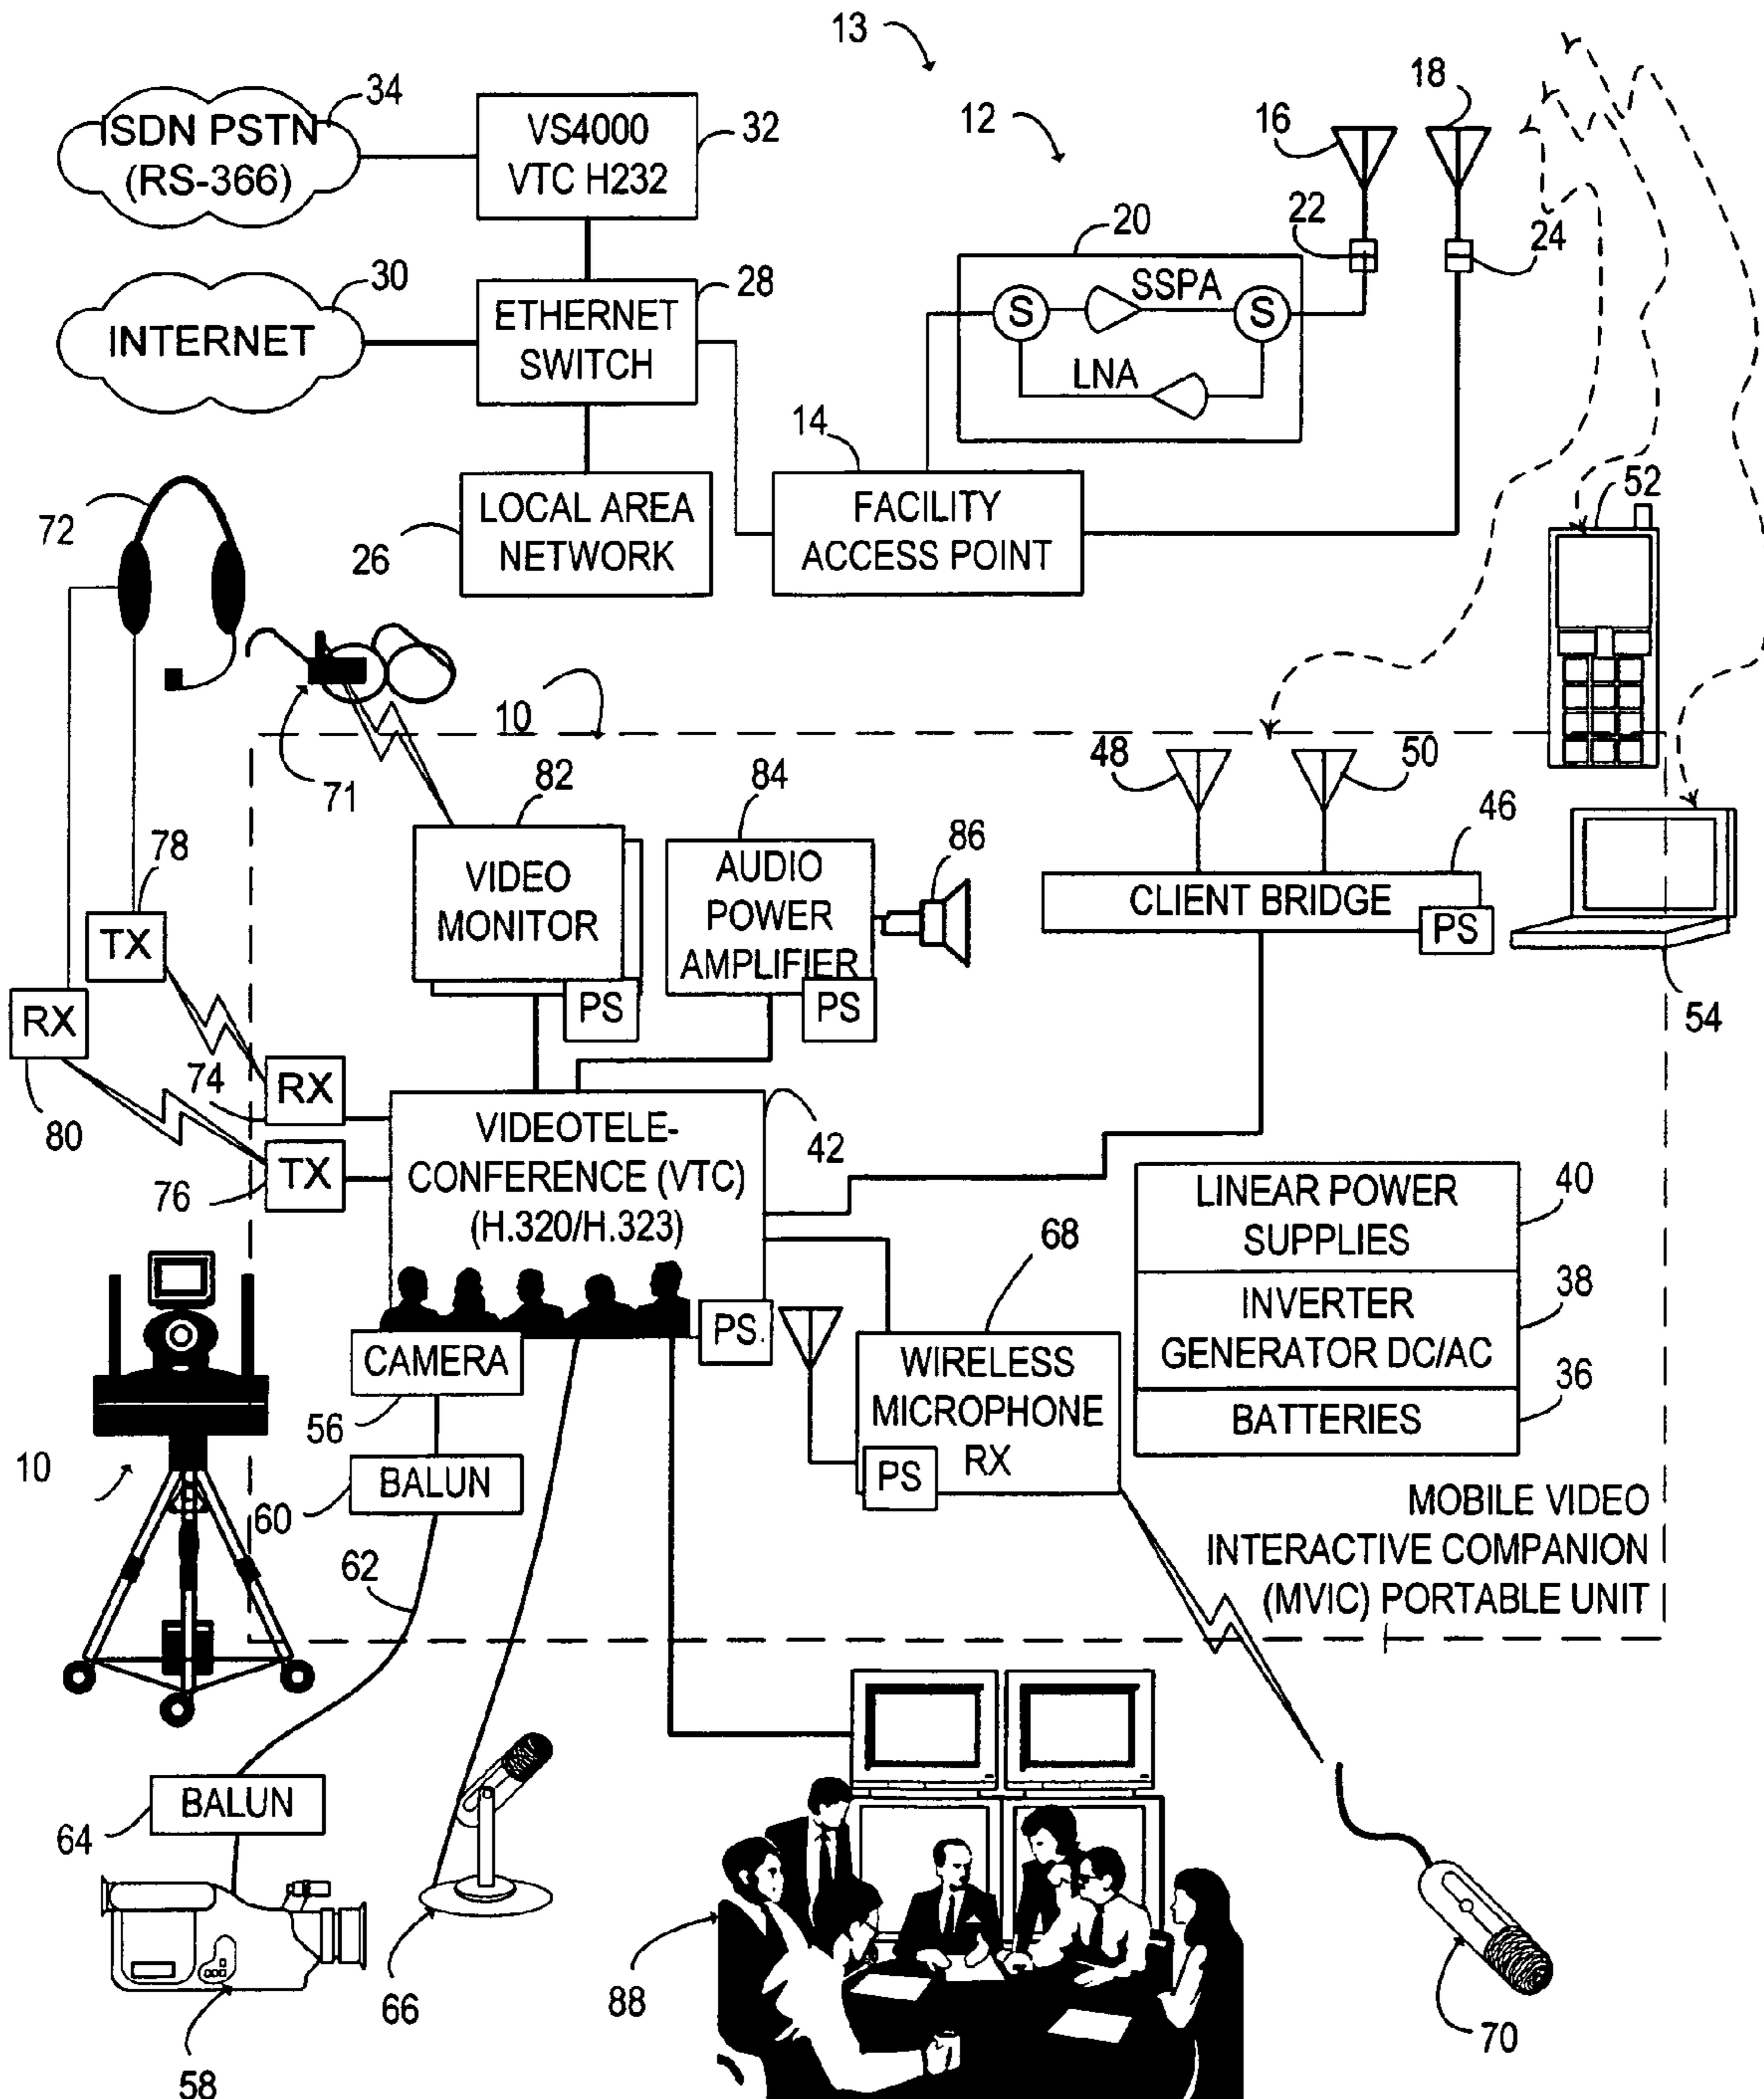 13
34
ISDN PSTN
(RS-366)
VS4000
VTC H232
32
12
16
18
20
22
24
30
INTERNET
ETHERNET
SWITCH
28
SSPA
S
S
LNA
14
72
26
LOCAL AREA
NETWORK
FACILITY
ACCESS POINT
52
10
71
48
50
82
84
86
46
78
VIDEO
MONITOR
AUDIO
POWER
AMPLIFIER
CLIENT BRIDGE
TX
PS
RX
PS
PS
54
74
RX
80
42
VIDEOTELE-
CONFERENCE (VTC)
(H.320/H.323)
76
TX
LINEAR POWER
SUPPLIES
40
68
PS
INVERTER
GENERATOR DC/AC
38
CAMERA
WIRELESS
MICROPHONE
RX
56
BATTERIES
36
10
BALUN
PS
60
MOBILE VIDEO
INTERACTIVE COMPANION
(MVIC) PORTABLE UNIT
62
BALUN
64
66
88
58
70